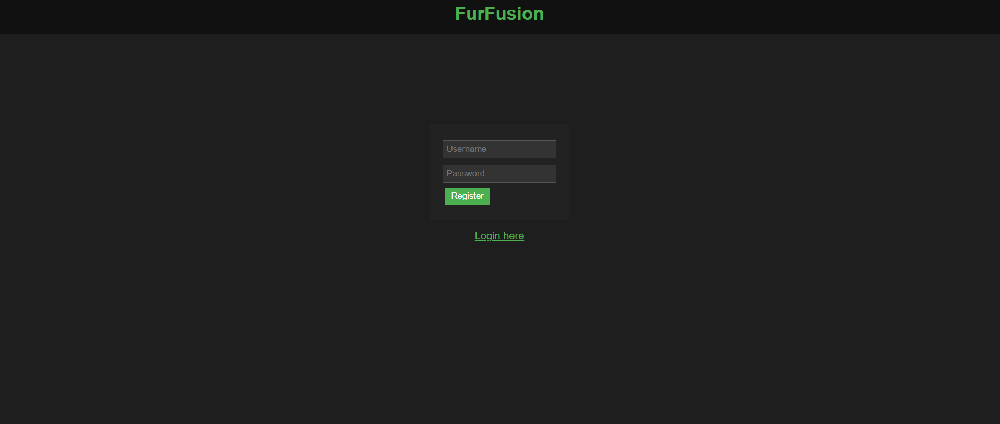 FurFusion
Username
Password
Register
Login here